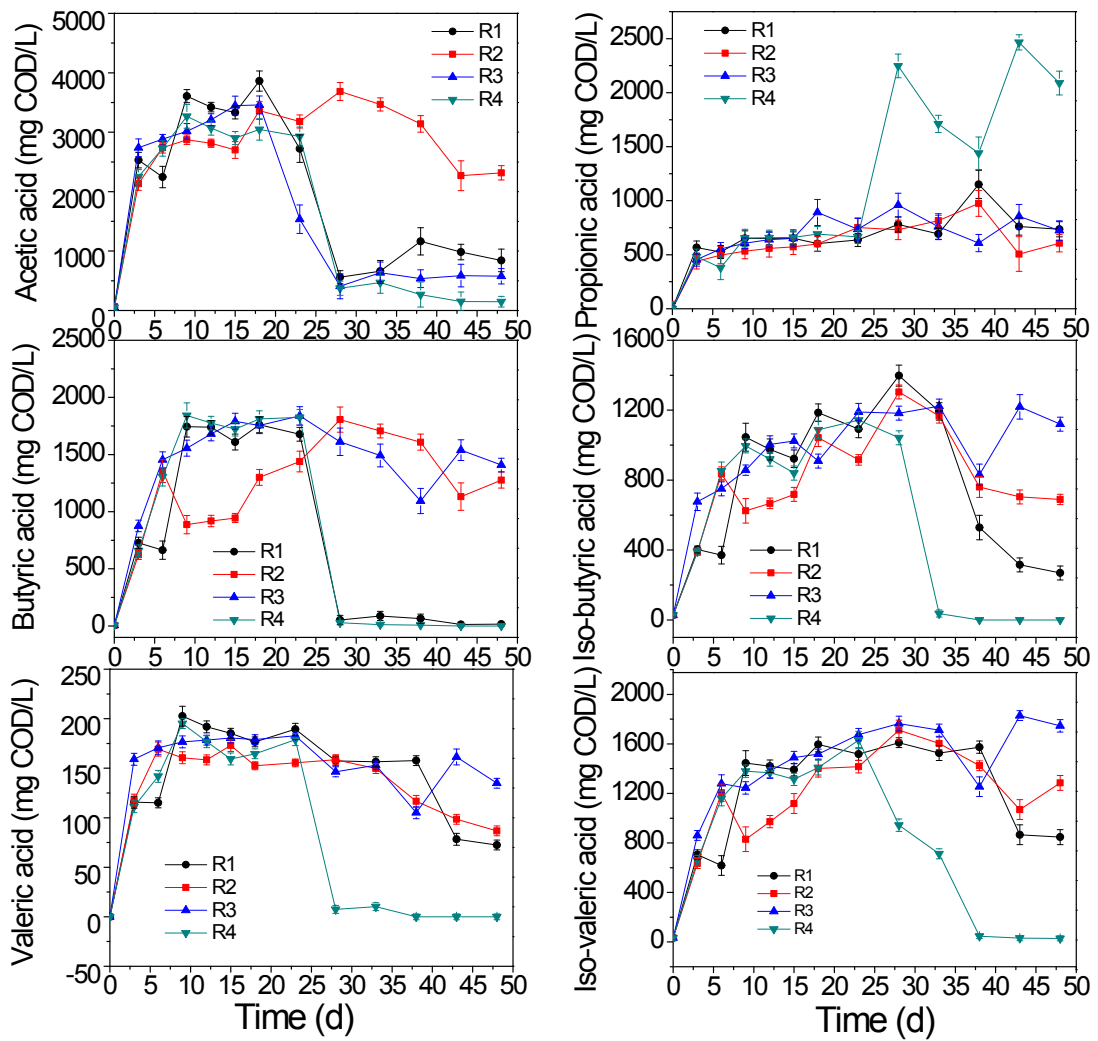 Acetic acid (mg COD/L)
5000
4000
3000
2000
1000
0
0 5 10 15 20 25 30 35 40 45 50
R1
R2
R3
R4
Propionic acid (mg COD/L)
2500
2000
1500
1000
500
0
0 5 10 15 20 25 30 35 40 45 50
R1
R2
R3
R4
Butyric acid (mg COD/L)
2500
2000
1500
1000
500
0
0 5 10 15 20 25 30 35 40 45 50
R1
R2
R3
R4
Iso-butyric acid (mg COD/L)
1600
1200
800
400
0
0 5 10 15 20 25 30 35 40 45 50
R1
R2
R3
R4
Valeric acid (mg COD/L)
250
200
150
100
50
0
-50
0 5 10 15 20 25 30 35 40 45 50
R1
R2
R3
R4
Time (d)
Iso-valeric acid (mg COD/L)
2000
1600
1200
800
400
0
0 5 10 15 20 25 30 35 40 45 50
R1
R2
R3
R4
Time (d)